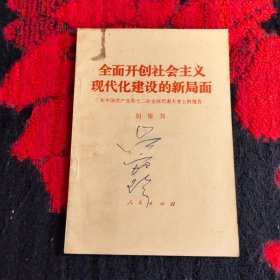 全面开创社会主义
现代化建设的新局面
在中国共产党第十二次全国代表大会上的报告
胡耀邦
人民出版社